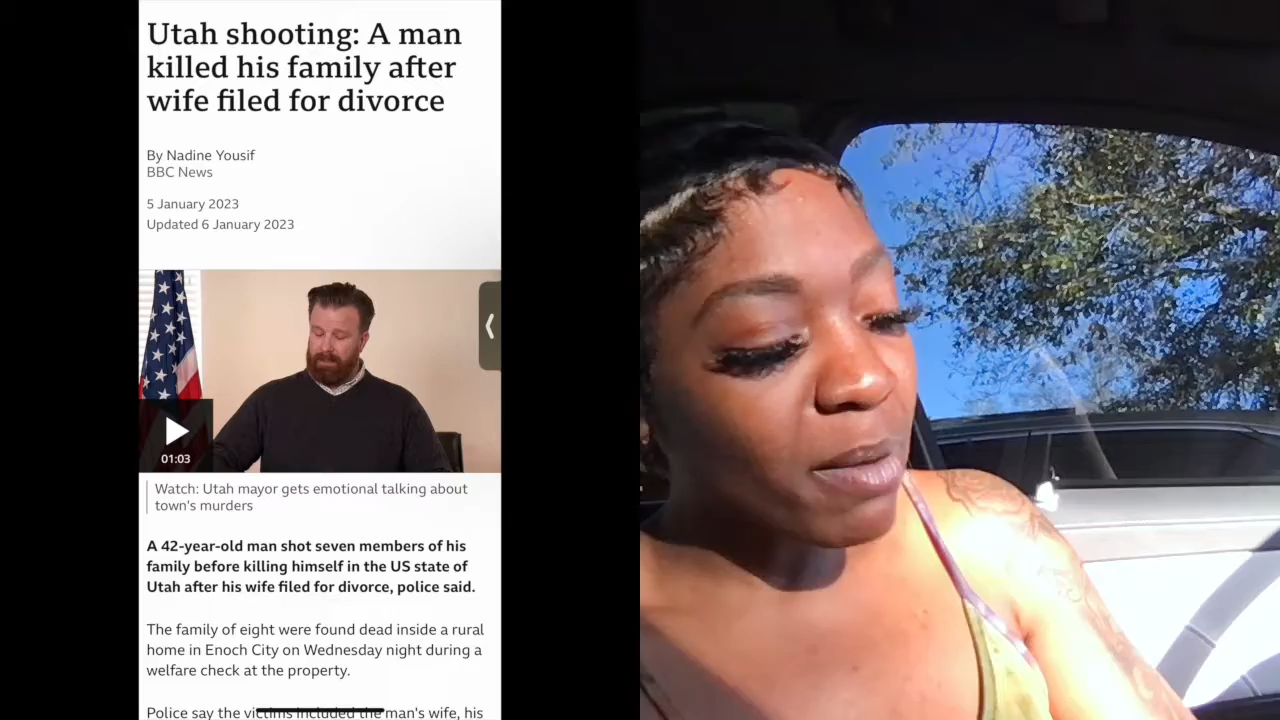 Utah shooting: A man
killed his family after
wife filed for divorce
By Nadine Yousif
BBC News
5 January 2023
Updated 6 January 2023
01:03
Watch: Utah mayor gets emotional talking about
town's murders
A 42-year-old man shot seven members of his
family before killing himself in the US state of
Utah after his wife filed for divorce, police said.
The family of eight were found dead inside a rural
home in Enoch City on Wednesday night during a
welfare check at the property.
Police say the victims included the man's wife, his